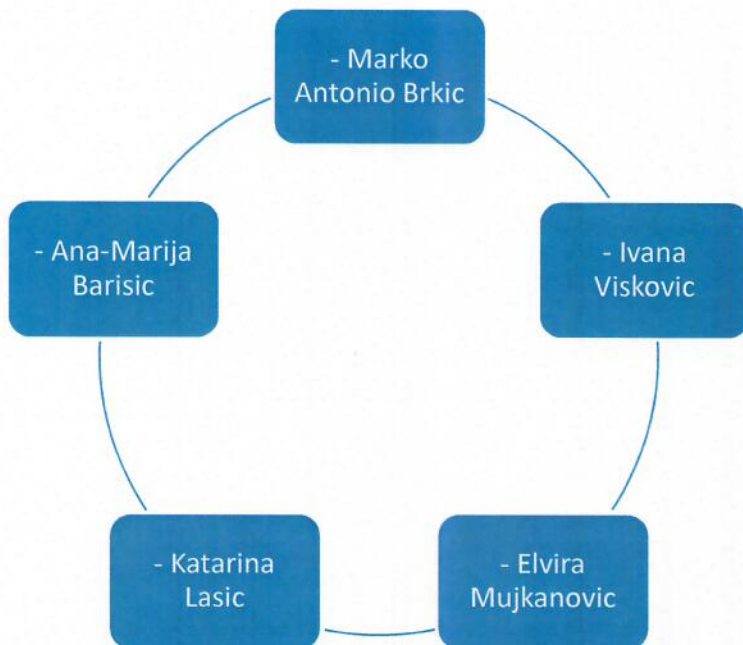 - Marko
Antonio Brkic
- Ivana
Viskovic
- Elvira
Mujkanovic
- Katarina
Lasic
- Ana-Marija
Barisic